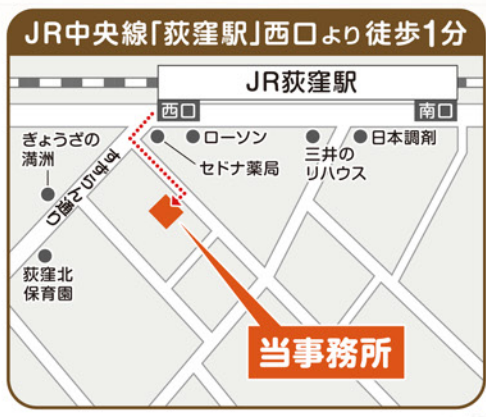 JR中央線「荻窪駅」西口より徒歩1分
JR荻窪駅
西口
南口
ぎょうざの
満洲
ローソン
日本調剤
セドナ薬局
三井の
リハウス
すずらん通り
荻窪北
保育園
当事務所